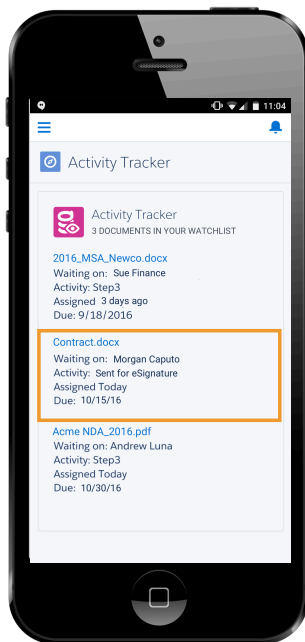 11:04
Activity Tracker
Activity Tracker
3 DOCUMENTS IN YOUR WATCHLIST
2016_MSA_Newco.docx
Waiting on: Sue Finance
Activity: Step3
Assigned 3 days ago
Due: 9/18/2016
Contract.docx
Waiting on: Morgan Caputo
Activity: Sent for eSignature
Assigned Today
Due: 10/15/16
Acme NDA_2016.pdf
Waiting on: Andrew Luna
Activity: Step3
Assigned Today
Due: 10/30/16